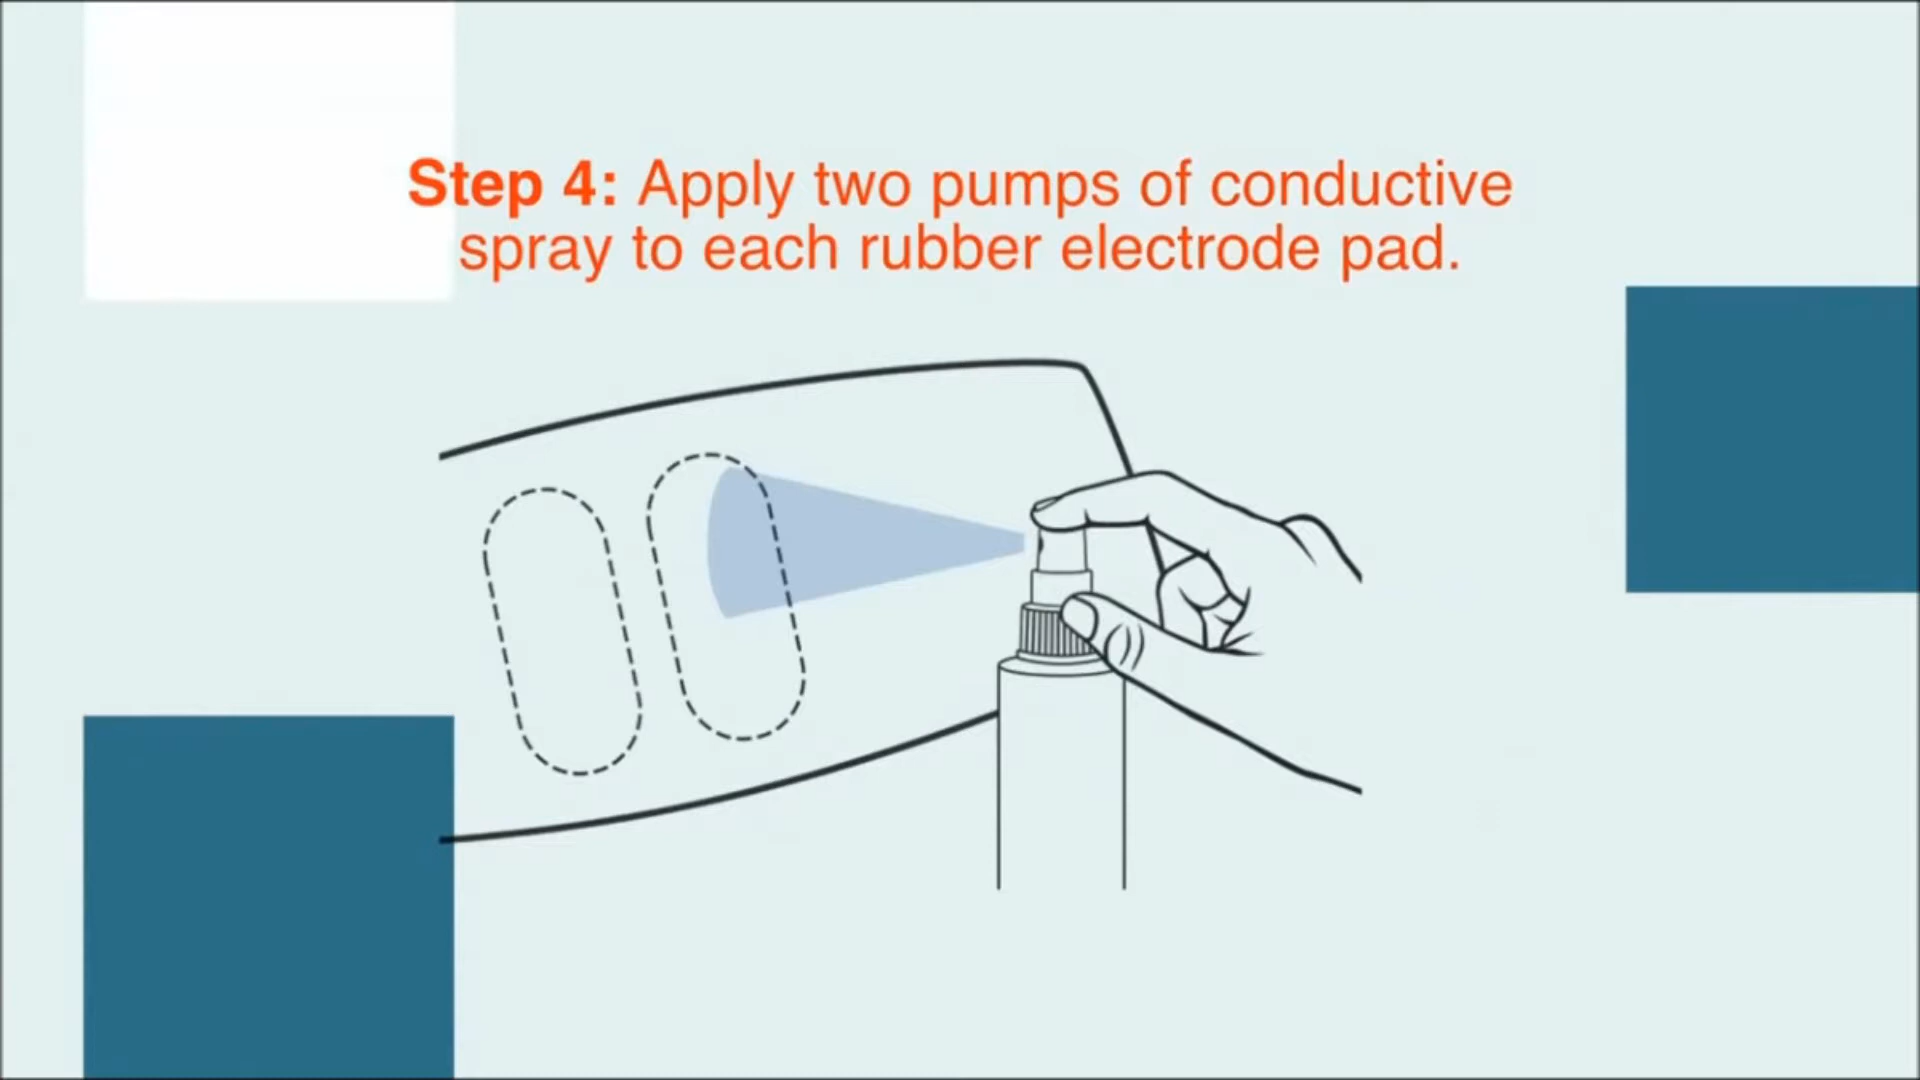 Step 4: Apply two pumps of conductive
spray to each rubber electrode pad.